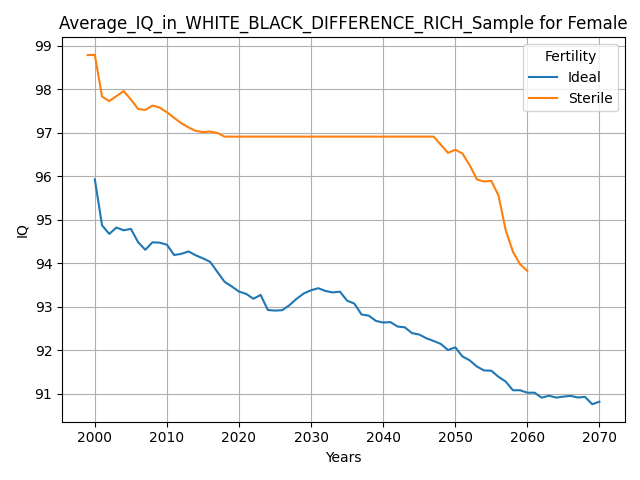 Average_IQ_in_WHITE_BLACK_DIFFERENCE_RICH_Sample for Female
99
98
97
96
95
94
93
92
91
IQ
Fertility
Ideal
Sterile
2000 2010 2020 2030 2040 2050 2060 2070
Years